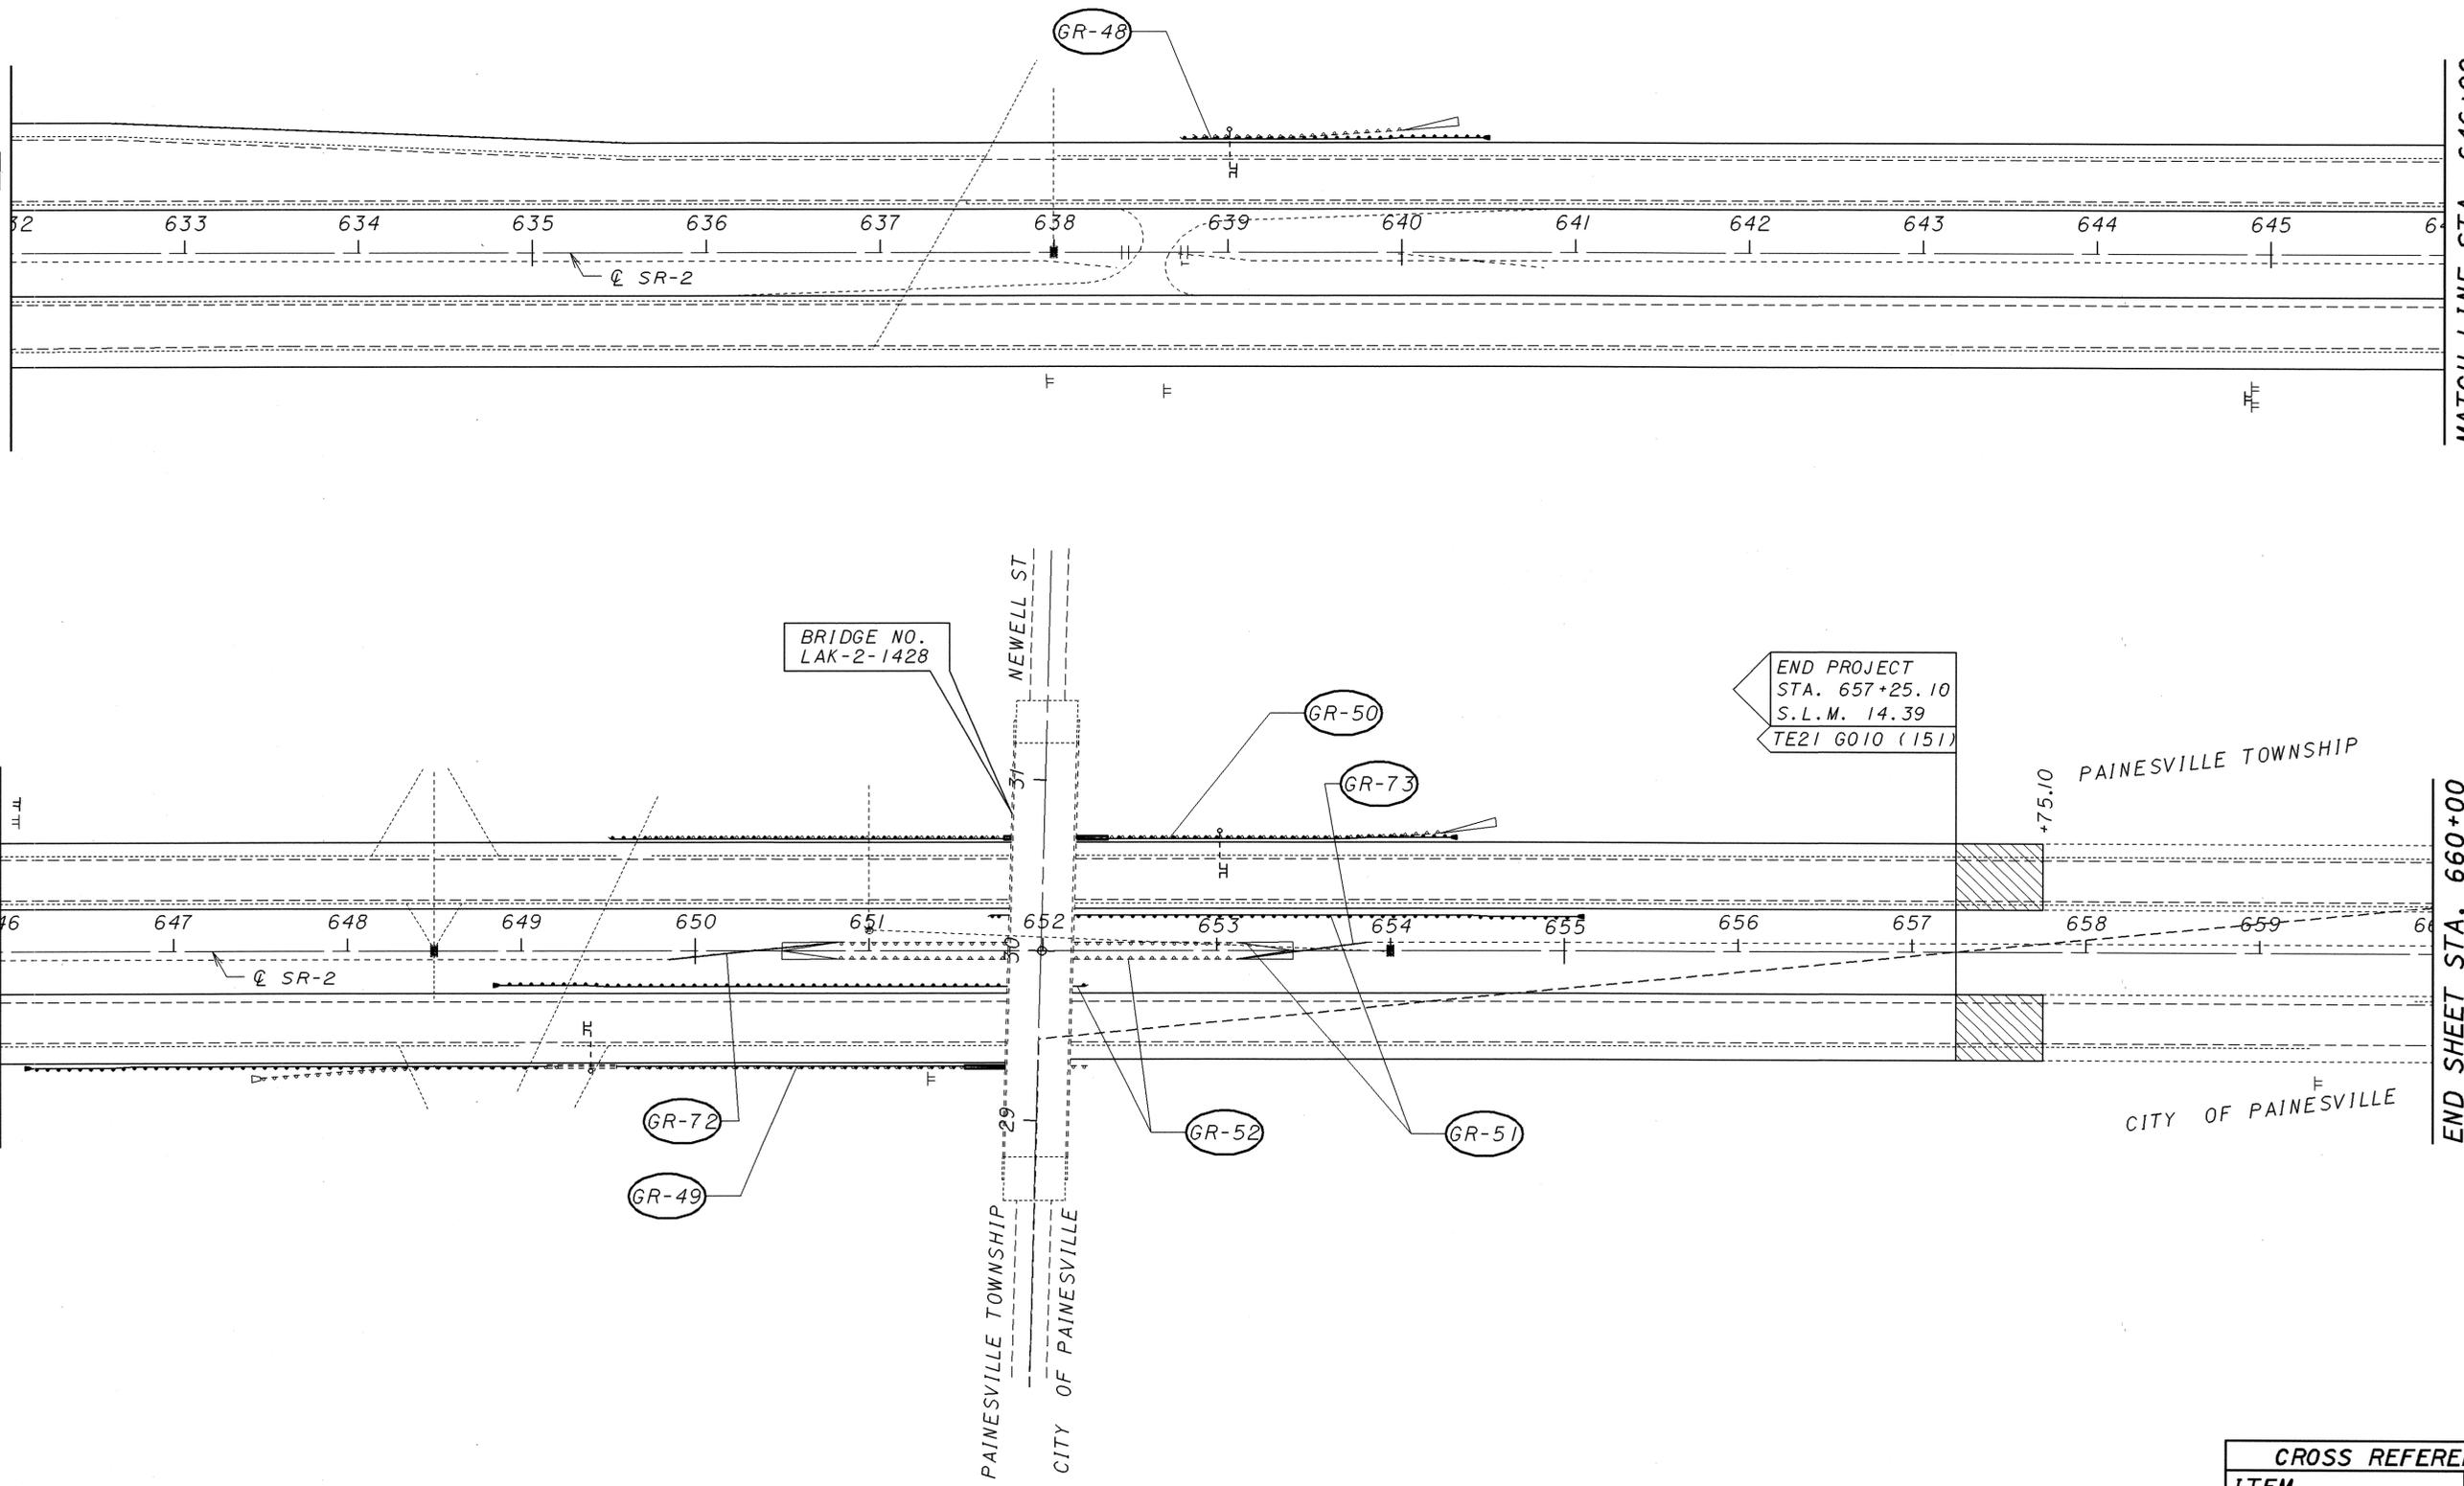 GR-48
633 634 635 636 637 638 639 640 641 642 643 644 645
℄ SR-2
NEWELL ST
BRIDGE NO.
LAK-2-1428
GR-50
END PROJECT
STA. 657+25.10
S.L.M. 14.39
TE21 G010 (151)
GR-73
31
+75.10
PAINESVILLE TOWNSHIP
647 648 649 650 651 652 653 654 655 656 657 658 659
30
℄ SR-2
END SHEET STA. 660+00
GR-72
29
GR-52
GR-51
CITY OF PAINESVILLE
GR-49
PAINESVILLE TOWNSHIP
CITY OF PAINESVILLE
CROSS
ITEM